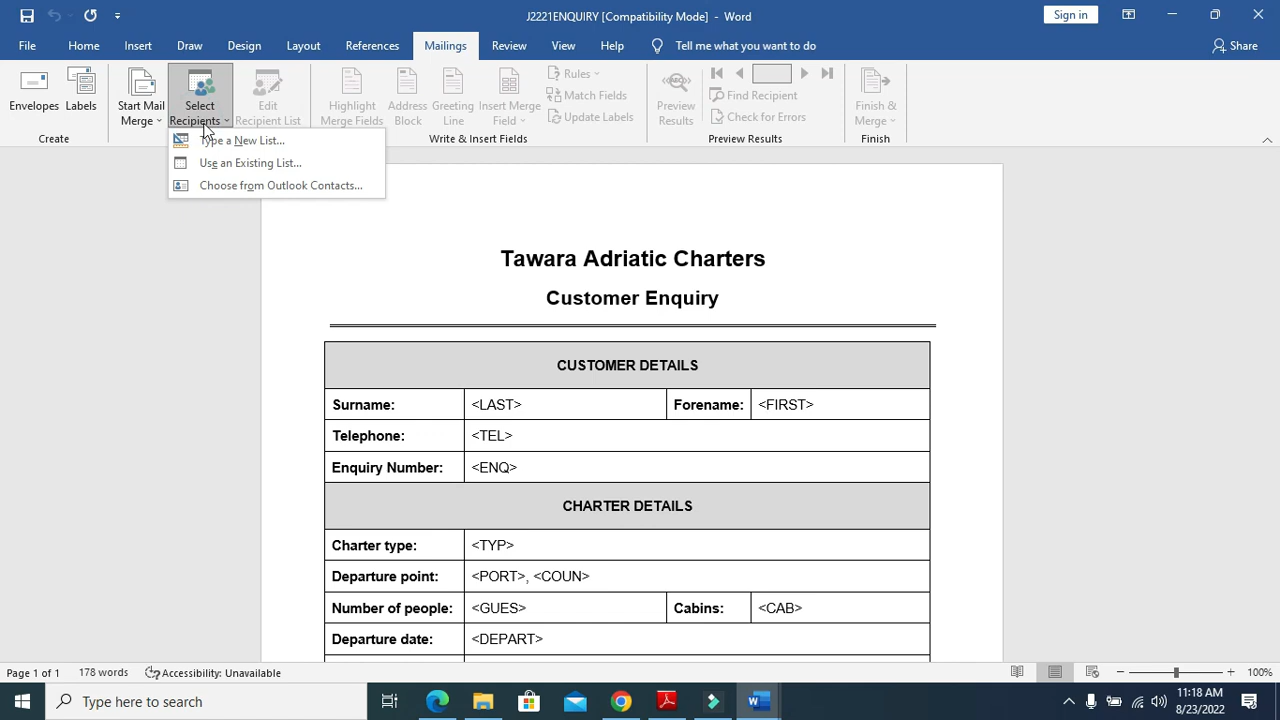 J2221ENQUIRY [Compatibility Mode] - Word
Sign in
File Home Insert Draw Design Layout References Mailings Review View Help Tell me what you want to do Share
Envelopes
Labels
Create
Start Mail Merge
Select Recipients
Edit Recipient List
Highlight Merge Fields
Address Block
Greeting Line
Insert Merge Field
Rules
Match Fields
Update Labels
Write & Insert Fields
Preview Results
Find Recipient
Check for Errors
Preview Results
Finish & Merge
Finish
Type a New List...
Use an Existing List...
Choose from Outlook Contacts...
Tawara Adriatic Charters
Customer Enquiry
CUSTOMER DETAILS
Surname: <LAST> Forename: <FIRST>
Telephone: <TEL>
Enquiry Number: <ENQ>
CHARTER DETAILS
Charter type: <TYP>
Departure point: <PORT>, <COUN>
Number of people: <GUES> Cabins: <CAB>
Departure date: <DEPART>
Page 1 of 1 178 words Accessibility: Unavailable 100%
Type here to search
11:18 AM
8/23/2022